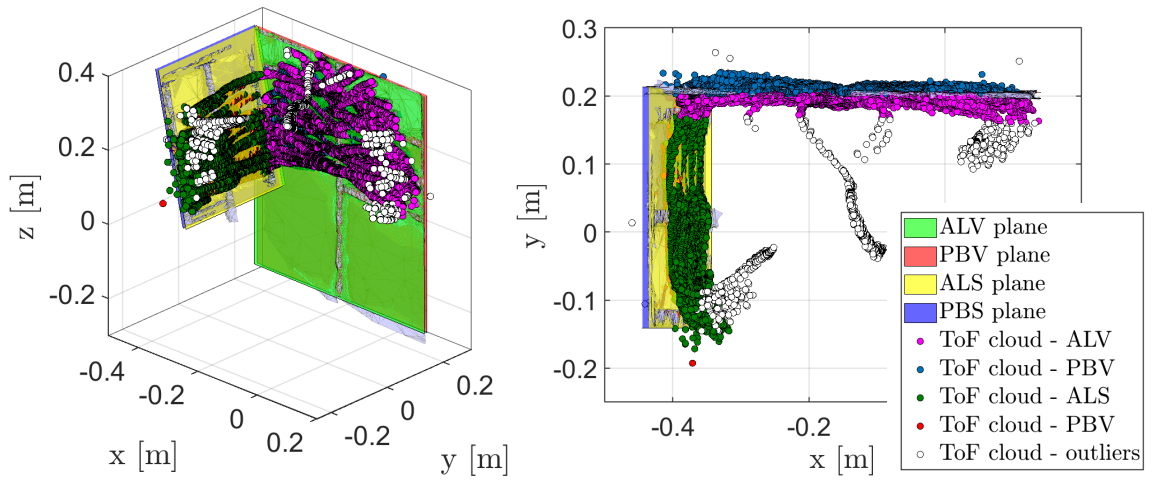 0.4
0.2
0
-0.2
z [m]
-0.4
-0.2
0
0.2
x [m]
-0.2
0
0.2
y [m]
0.3
0.2
0.1
0
-0.1
-0.2
y [m]
-0.4
-0.2
x [m]
ALV plane
PBV plane
ALS plane
PBS plane
ToF cloud - ALV
ToF cloud - PBV
ToF cloud - ALS
ToF cloud - PBV
ToF cloud - outliers